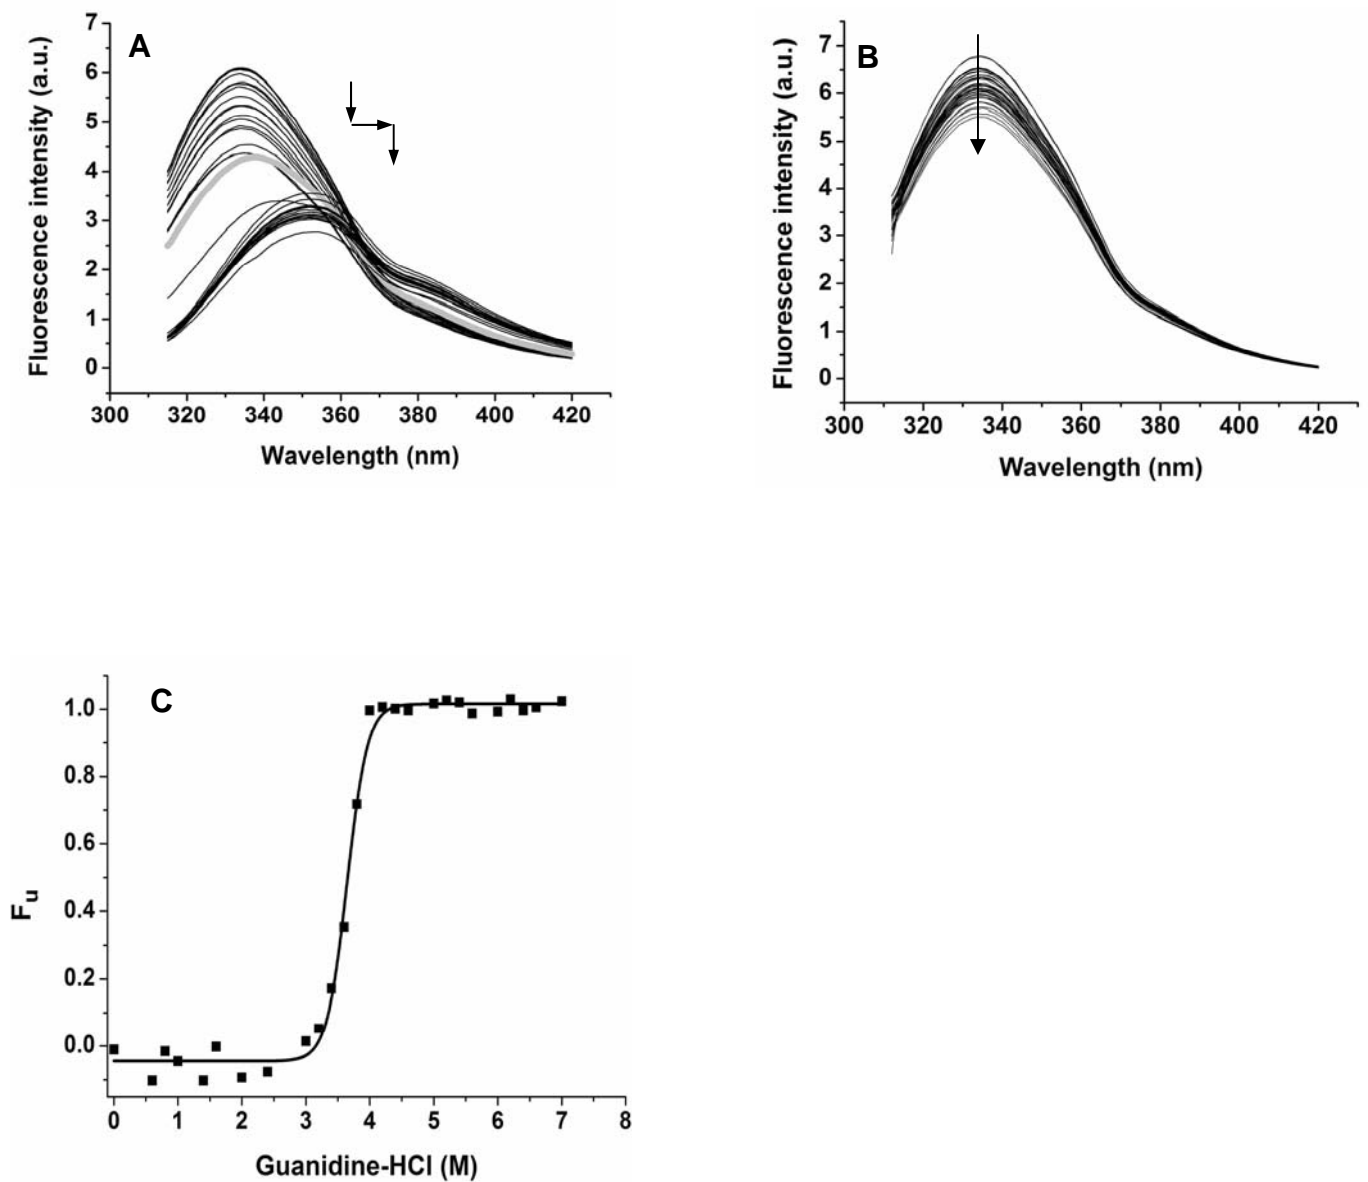 A
Fluorescence intensity (a.u.)
7
6
5
4
3
2
1
0
300 320 340 360 380 400 420
Wavelength (nm)
B
Fluorescence intensity (a.u.)
7
6
5
4
3
2
1
0
300 320 340 360 380 400 420
Wavelength (nm)
C
Fu
1.0
0.8
0.6
0.4
0.2
0.0
0 1 2 3 4 5 6 7 8
Guanidine-HCl (M)